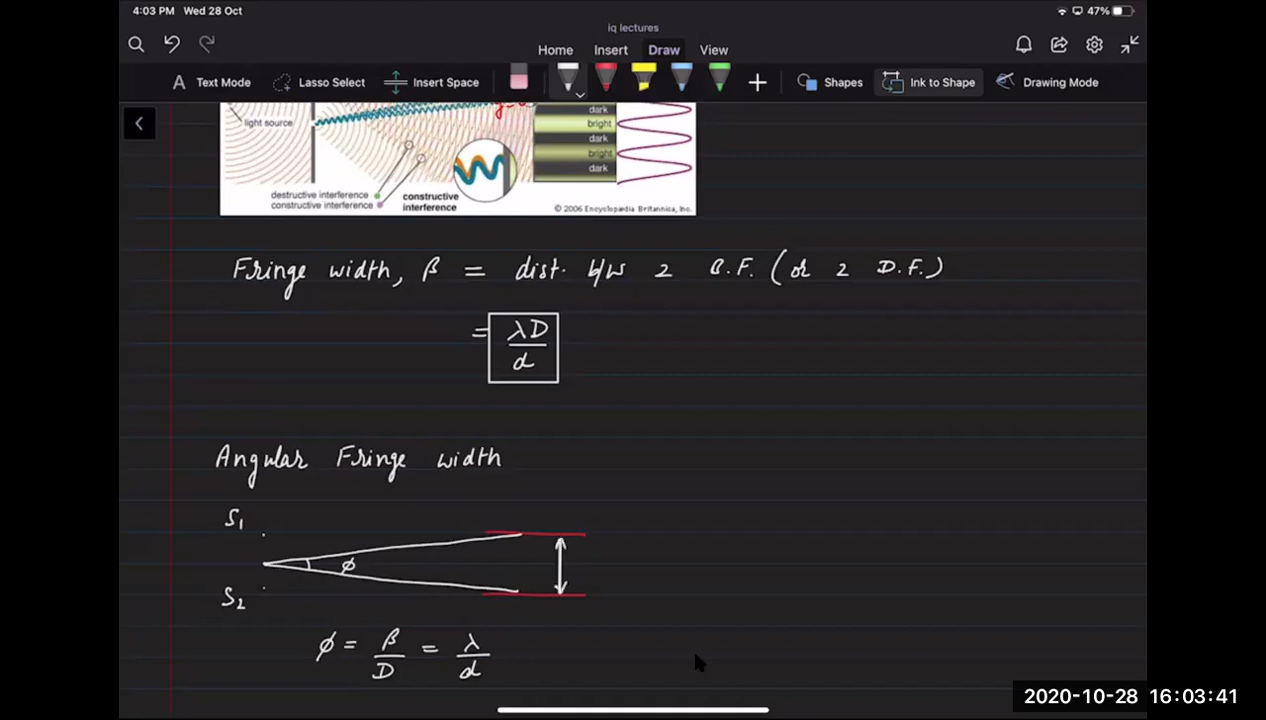 4:03 PM Wed 28 Oct
47%
iq lectures
Home Insert Draw View
Text Mode Lasso Select Insert Space Shapes Ink to Shape Drawing Mode
light source
dark
bright
dark
bright
dark
destructive interference
constructive interference
constructive
interference
© 2006 Encyclopædia Britannica, Inc.
Fringe width, β = dist. b/w 2 B.F. (or 2 D.F.)
= λD/d
Angular Fringe width
S₁
ϕ
S₂
ϕ = β/D = λ/d
2020-10-28 16:03:41